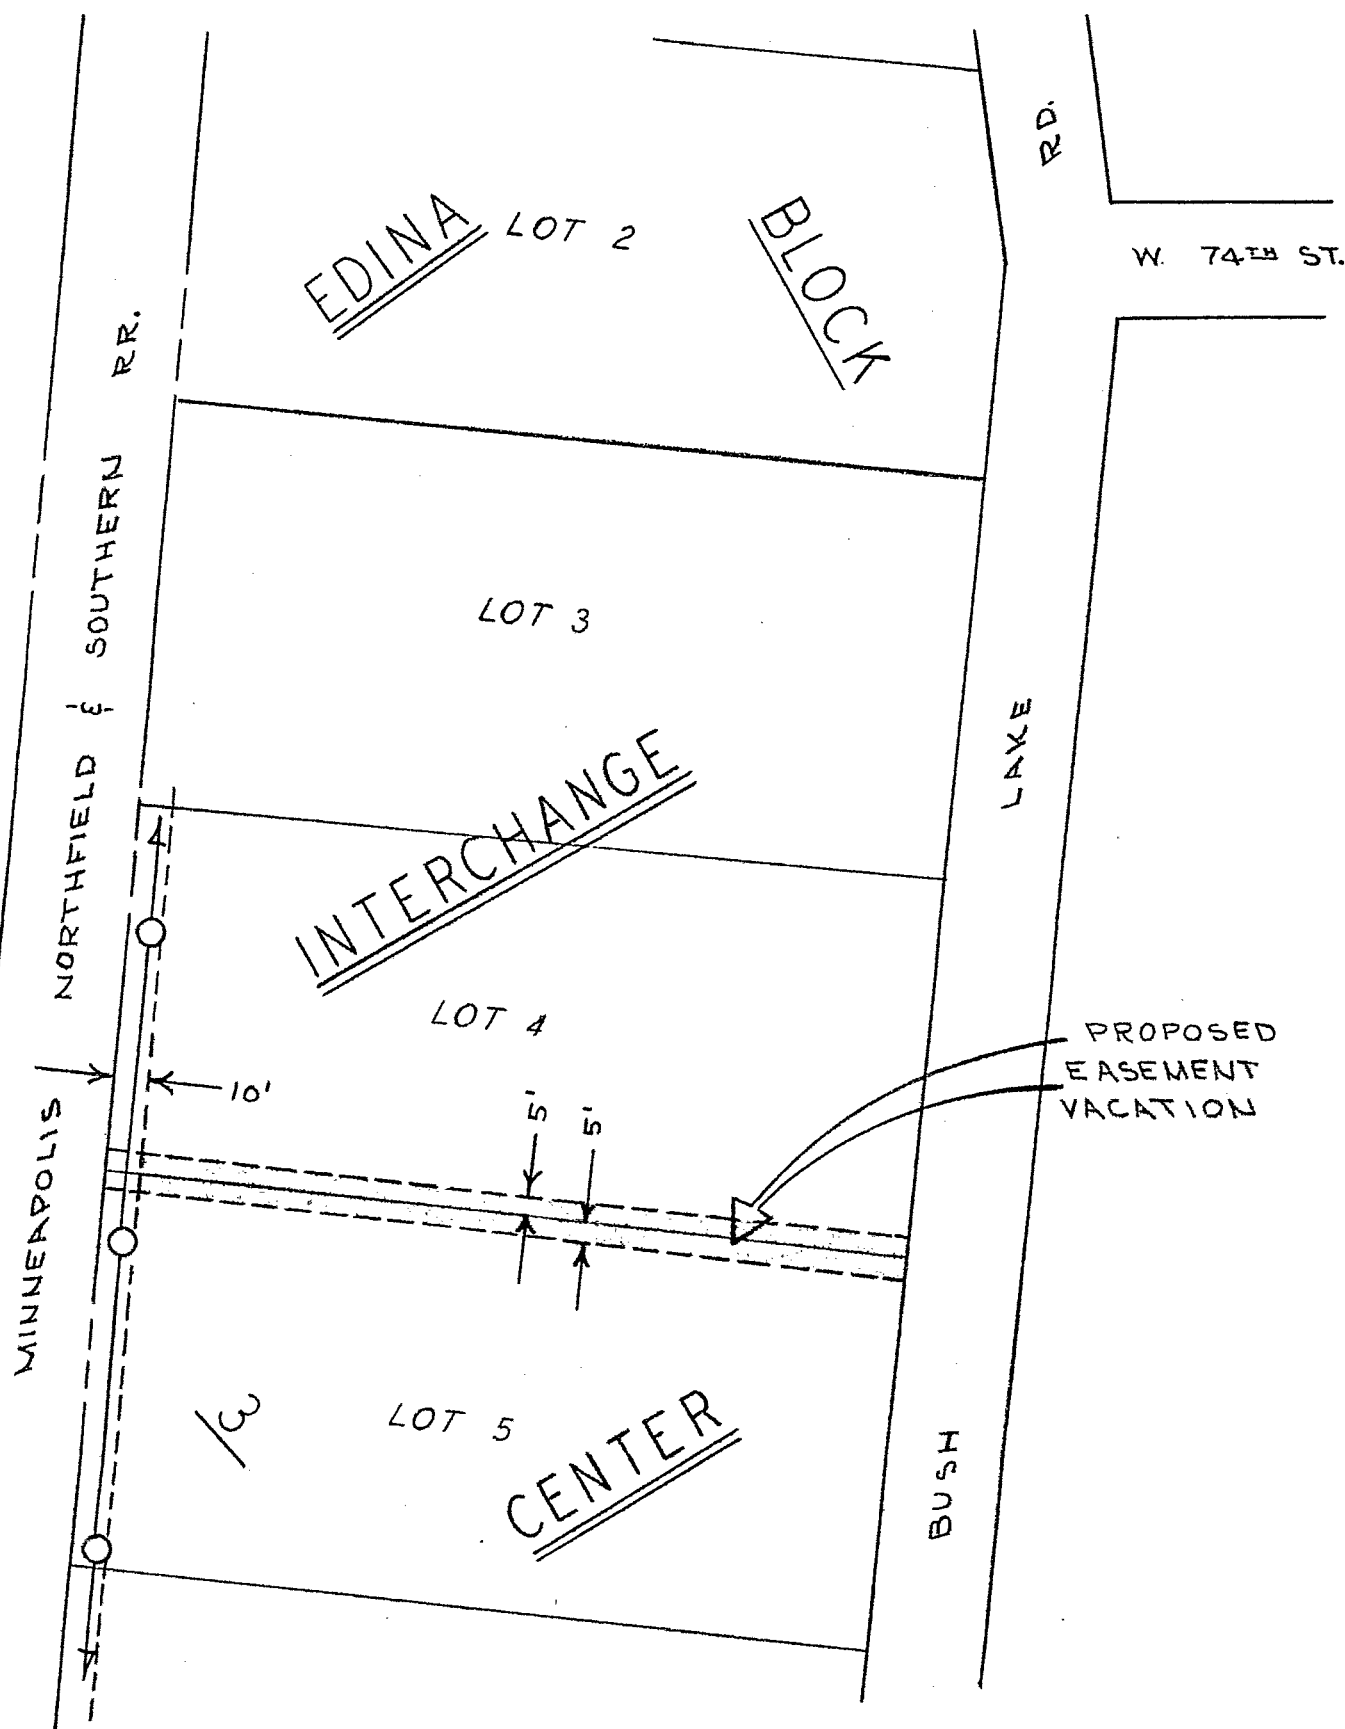 RD.
EDINA
LOT 2
BLOCK
W. 74TH ST.
MINNEAPOLIS NORTHFIELD & SOUTHERN RR.
LOT 3
BUSH LAKE
INTERCHANGE
LOT 4
PROPOSED
EASEMENT
VACATION
10'
5'
5'
LOT 5
3
CENTER